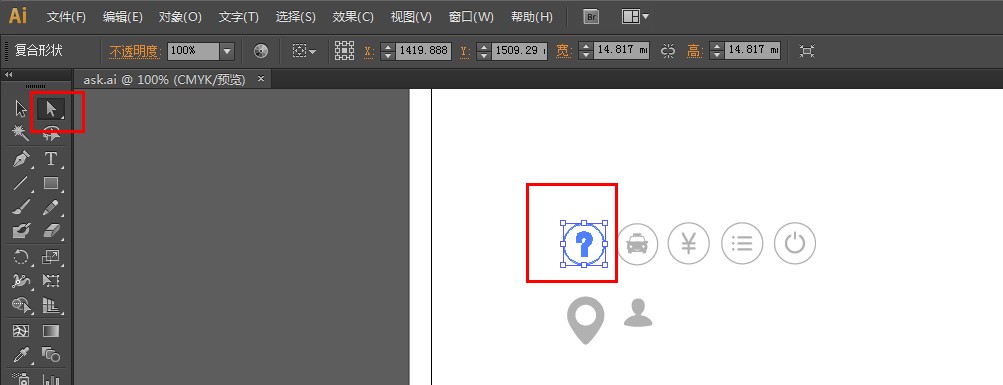 Ai 文件(F) 编辑(E) 对象(O) 文字(T) 选择(S) 效果(C) 视图(V) 窗口(W) 帮助(H) Br
复合形状 不透明度: 100% X: 1419.888 Y: 1509.29 宽: 14.817 高: 14.817
ask.ai @ 100% (CMYK/预览) ×
T
? ¥